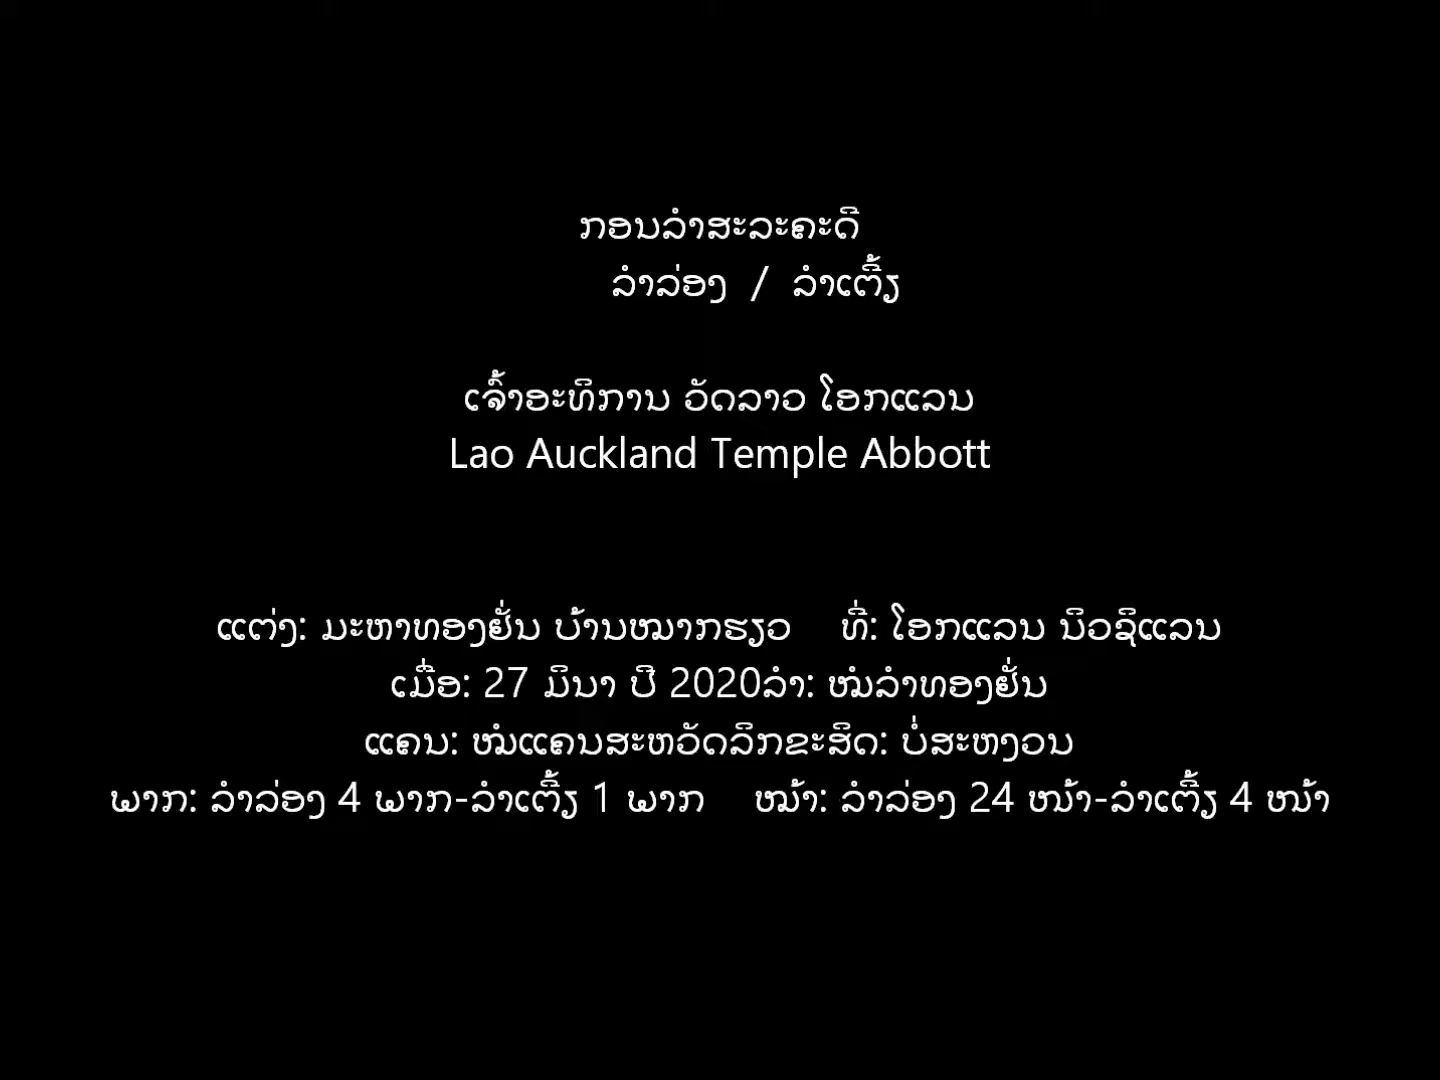 ກອນລຳສະລະຄະດີ
ລຳລ່ອງ / ລຳເຕີ້ຽ
ເຈົ້າອະທິການ ວັດລາວ ໂອກແລນ
Lao Auckland Temple Abbott
ແຕ່ງ: ມະຫາທອງຢັ່ນ ບ້ານໝາກຮຽວ ທີ່: ໂອກແລນ ນິວຊິແລນ
ເມື່ອ: 27 ມິນາ ປີ 2020ລຳ: ໝໍລຳທອງຢັ່ນ
ແຄນ: ໝໍແຄນສະຫວັດລິກຂະສິດ: ບໍ່ສະຫງວນ
ພາກ: ລຳລ່ອງ 4 ພາກ-ລຳເຕີ້ຽ 1 ພາກ ໝ້າ: ລຳລ່ອງ 24 ໜ້າ-ລຳເຕີ້ຽ 4 ໜ້າ